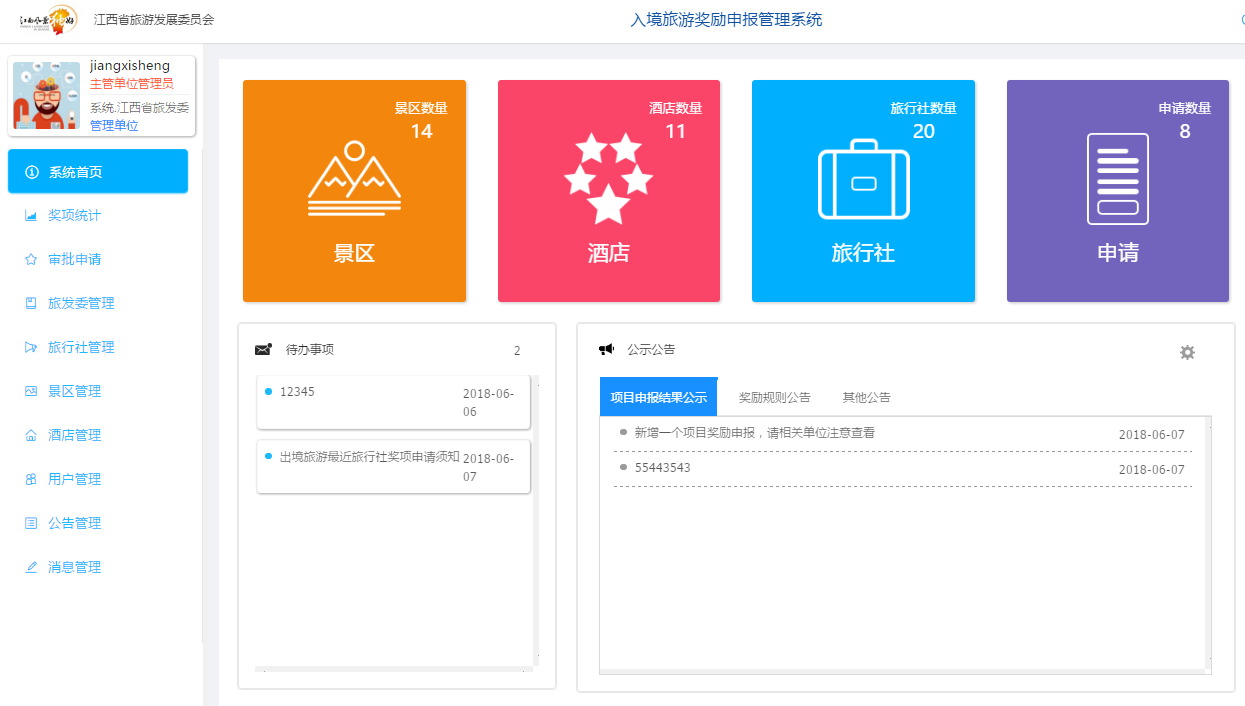 江西省旅游发展委员会
入境旅游奖励申报管理系统
jiangxisheng
主管单位管理员
系统.江西省旅发委
管理单位
系统首页
奖项统计
审批申请
旅发委管理
旅行社管理
景区管理
酒店管理
用户管理
公告管理
消息管理
景区数量
14
景区
酒店数量
11
酒店
旅行社数量
20
旅行社
申请数量
8
申请
待办事项 2
12345 2018-06-
06
出境旅游最近旅行社奖项申请须知 2018-06-
07
公示公告
项目申报结果公示 奖励规则公告 其他公告
新增一个项目奖励申报，请相关单位注意查看 2018-06-07
55443543 2018-06-07